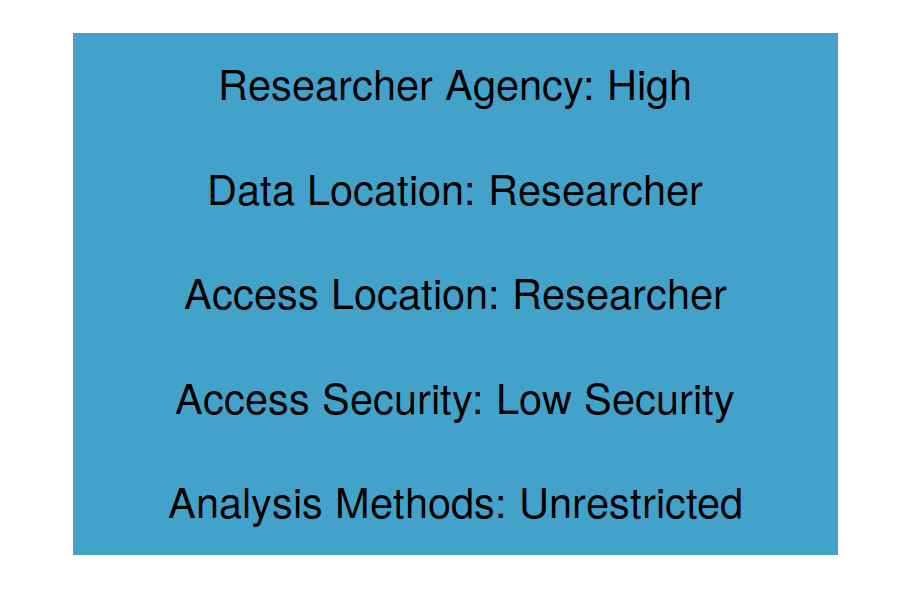 Researcher Agency: High
Data Location: Researcher
Access Location: Researcher
Access Security: Low Security
Analysis Methods: Unrestricted